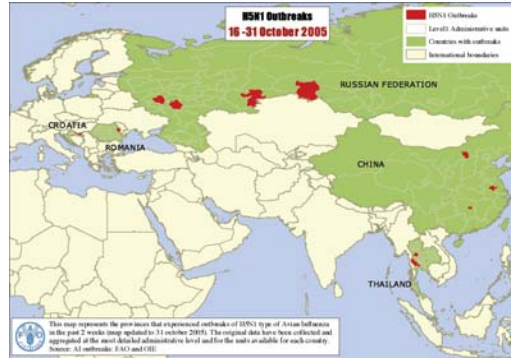 H5N1 Outbreaks
16 -31 October 2005
H5N1 Outbreaks
Level1 Administrative units
Countries with outbreaks
International boundaries
RUSSIAN FEDERATION
CROATIA
ROMANIA
CHINA
THAILAND
This map represents the provinces that experienced outbreaks of H5N1 type of Avian Influenza
in the past 2 weeks (map updated to 31 october 2005). The original data have been collected and
aggregated at the most detailed administrative level and for the units available for each country.
Source: AI outbreaks: FAO and OIE